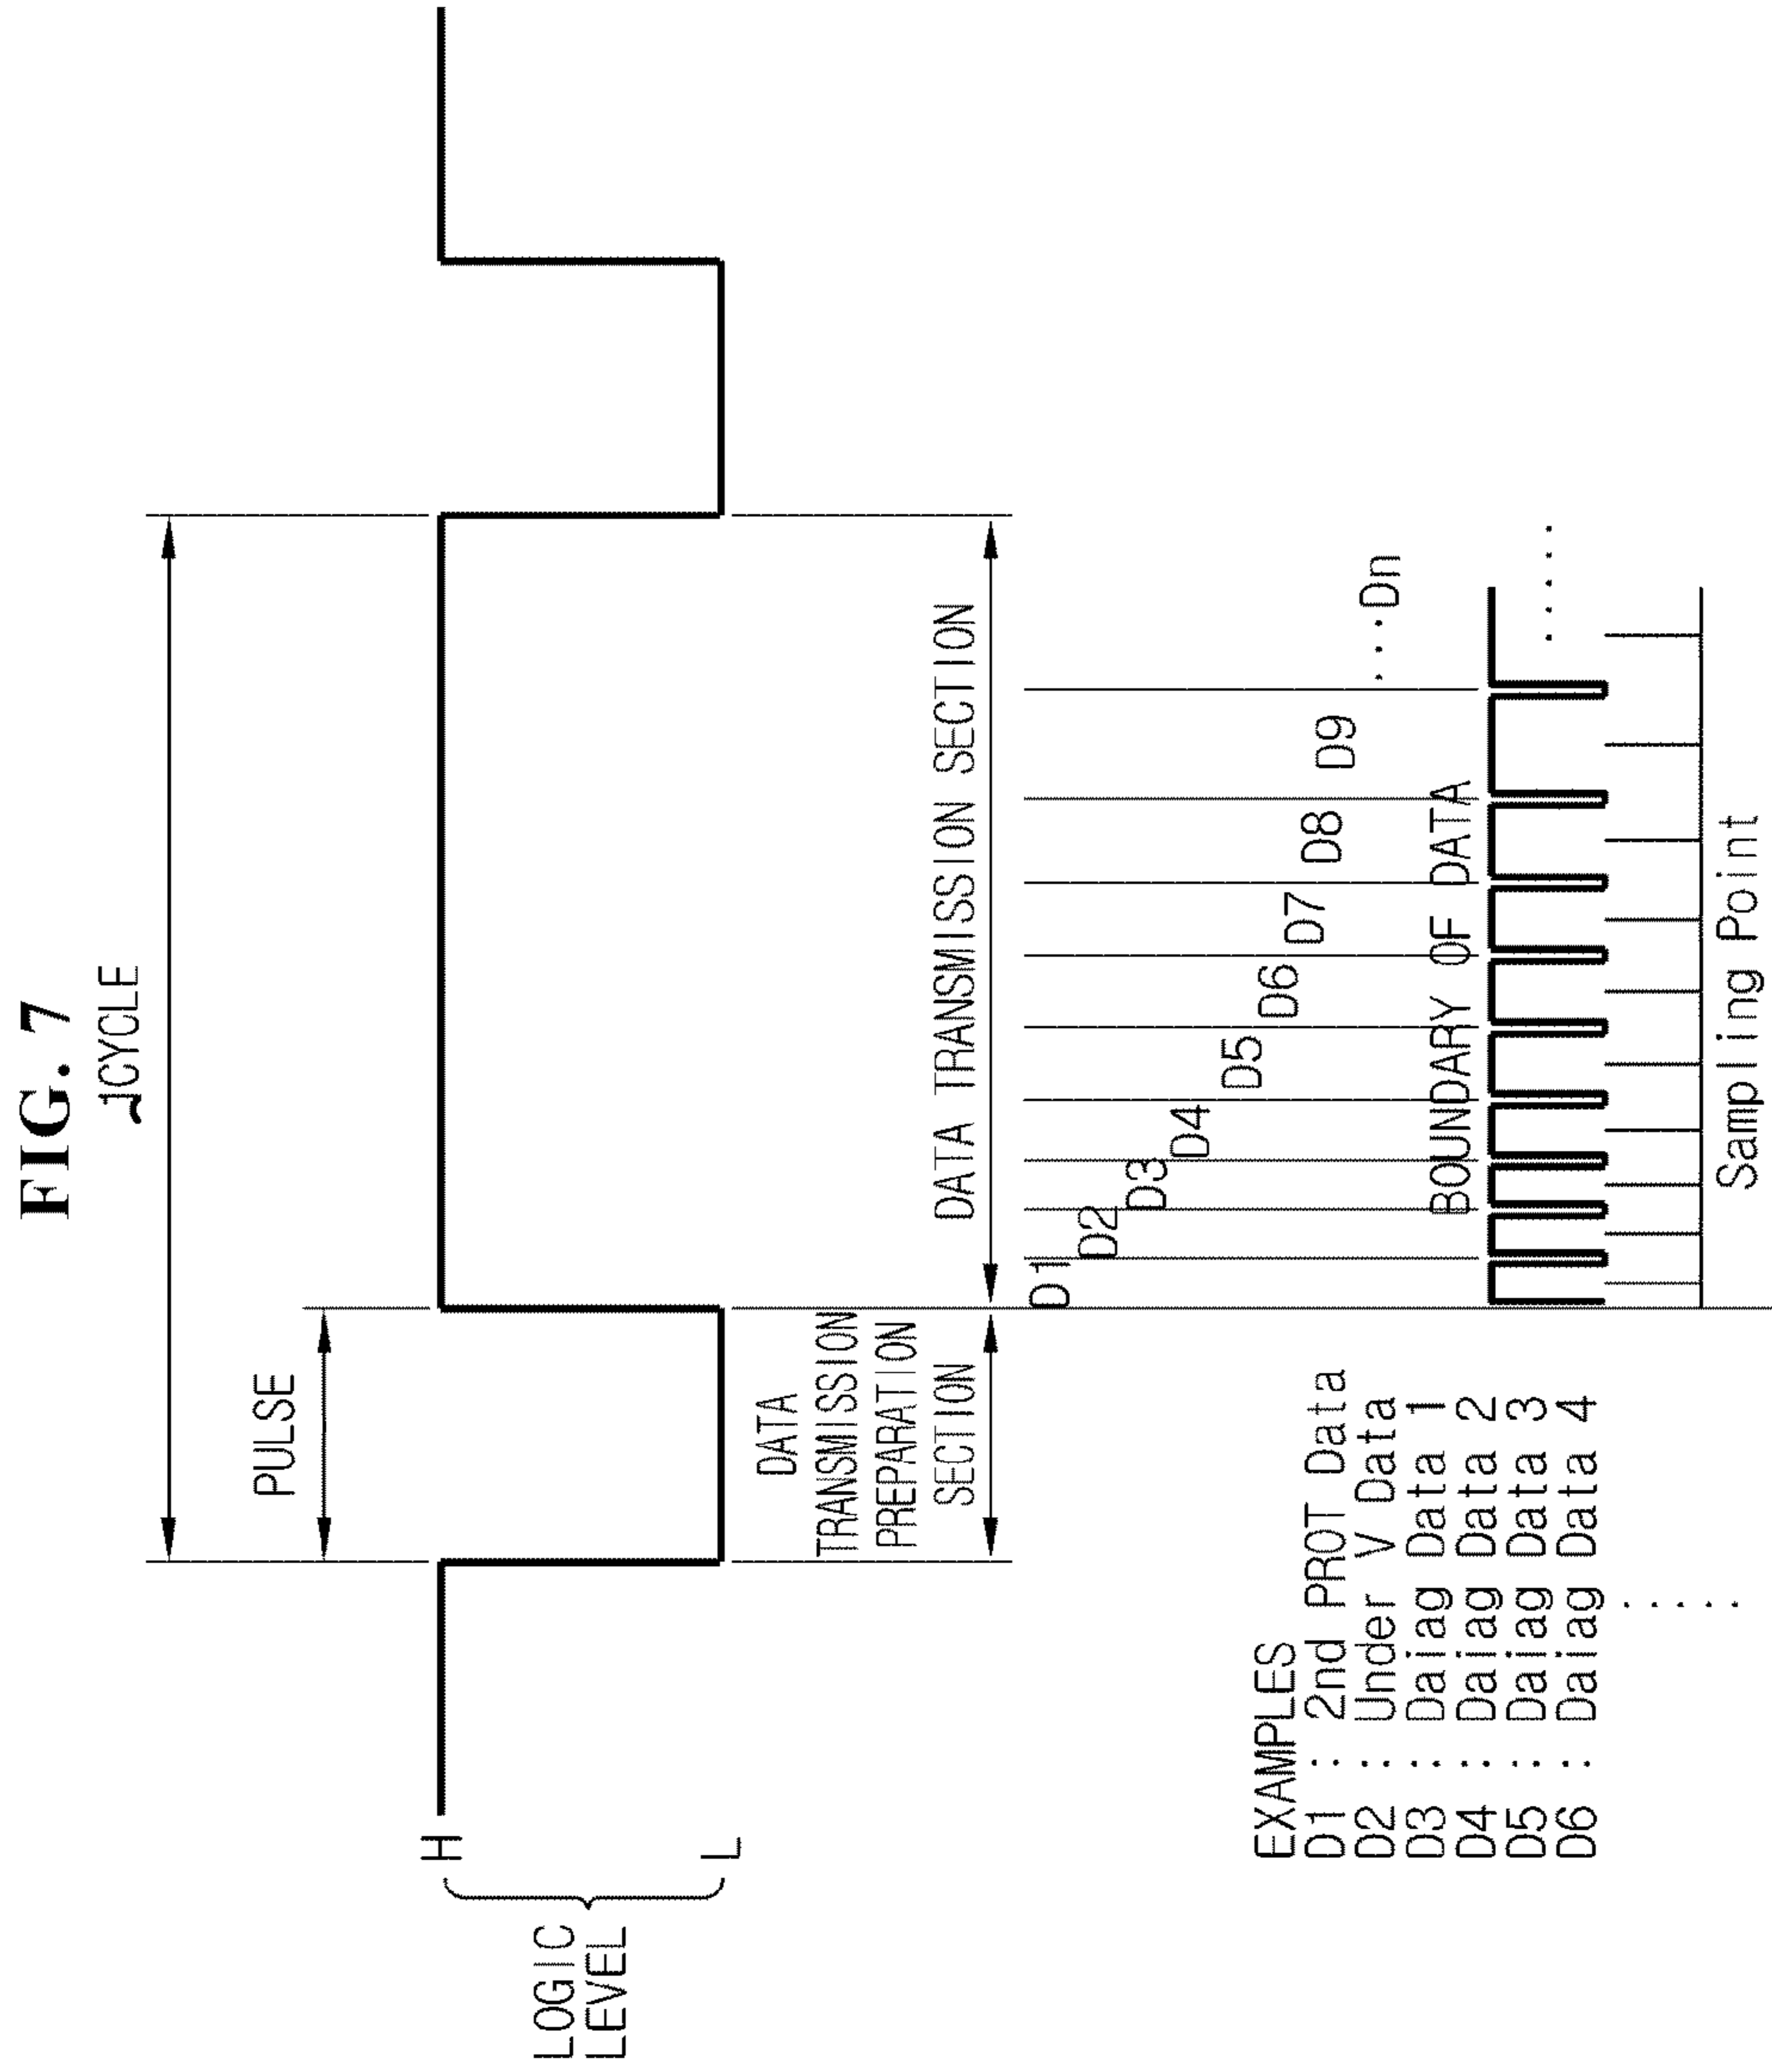 FIG. 7
1CYCLE
PULSE
H
L
LOGIC
LEVEL
DATA
TRANSMISSION
PREPARATION
SECTION
DATA TRANSMISSION SECTION
D1
D2
D3
D4
D5
D6
D7
D8
D9
...Dn
BOUNDARY OF DATA
.....
Sampling Point
EXAMPLES
D1 : 2nd PROT Data
D2 : Under V Data
D3 : Daiag Data 1
D4 : Daiag Data 2
D5 : Daiag Data 3
D6 : Daiag Data 4
.....